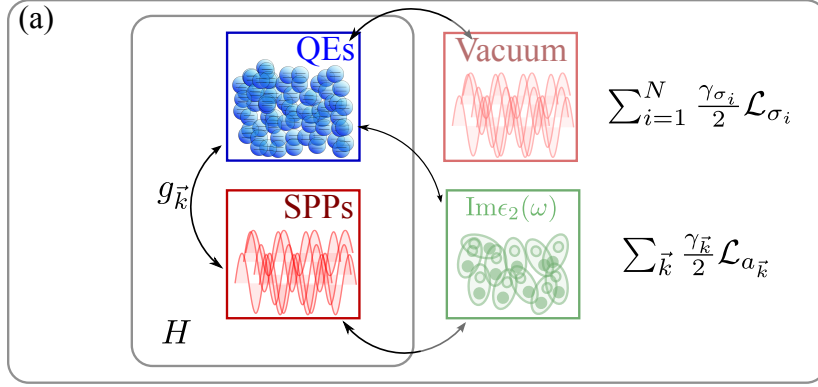 (a)
QEs
Vacuum
$\sum_{i=1}^{N} \frac{\gamma_{\sigma_i}}{2} \mathcal{L}_{\sigma_i}$
$g_{\vec{k}}$
SPPs
Im$\epsilon_2(\omega)$
$\sum_{\vec{k}} \frac{\gamma_{\vec{k}}}{2} \mathcal{L}_{a_{\vec{k}}}$
$H$